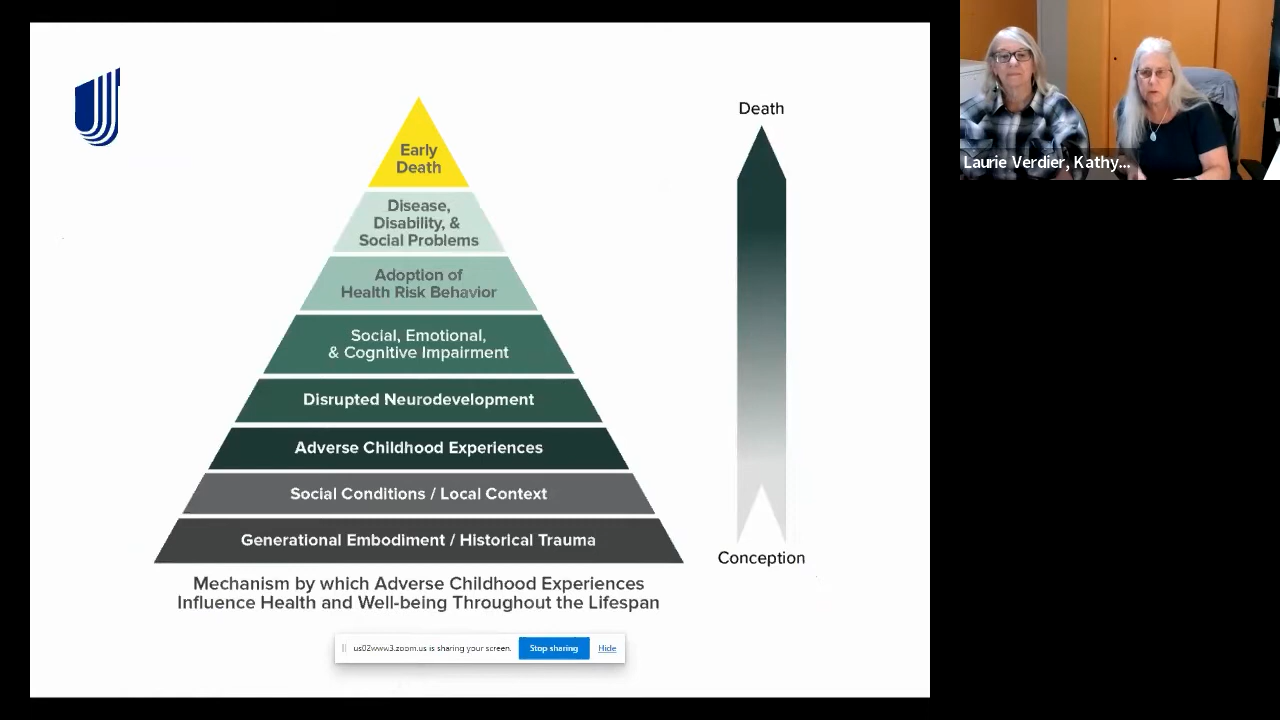 Early
Death
Disease,
Disability, &
Social Problems
Adoption of
Health Risk Behavior
Social, Emotional,
& Cognitive Impairment
Disrupted Neurodevelopment
Adverse Childhood Experiences
Social Conditions / Local Context
Generational Embodiment / Historical Trauma
Mechanism by which Adverse Childhood Experiences
Influence Health and Well-being Throughout the Lifespan
Death
Conception
us02www3.zoom.us is sharing your screen.
Stop sharing
Hide
Laurie Verdier, Kathy...